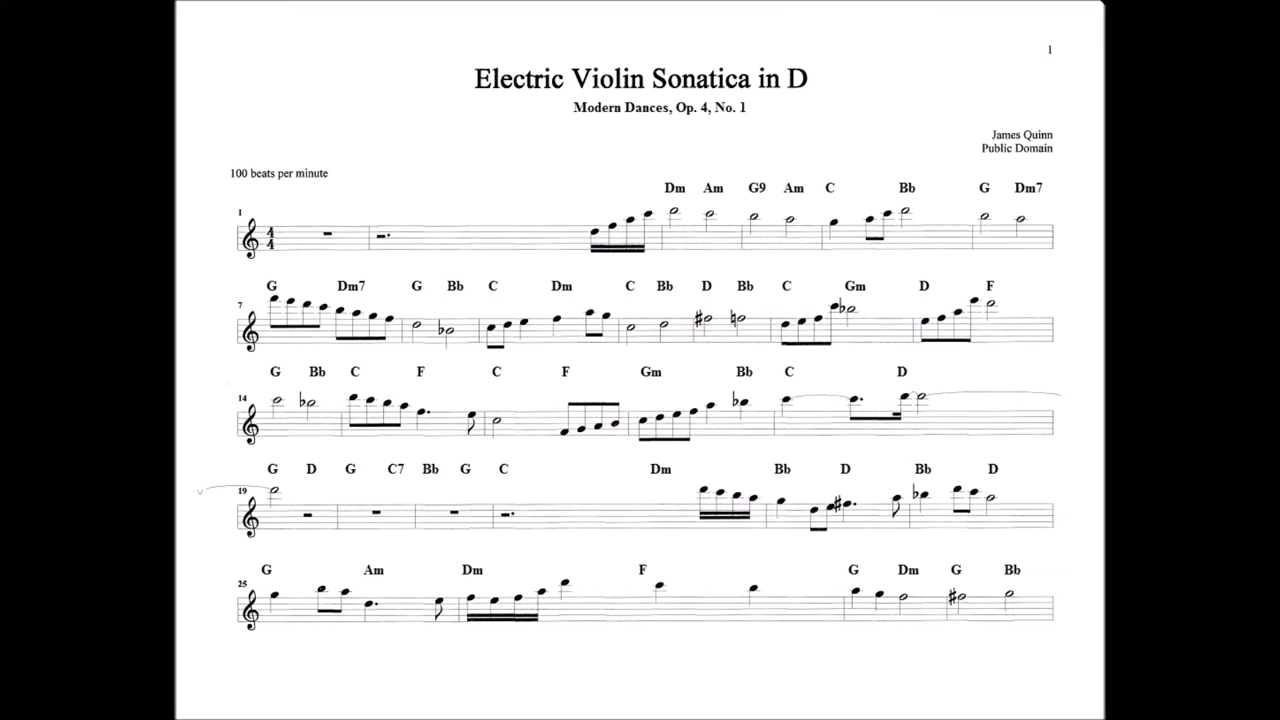 1
Electric Violin Sonatica in D
Modern Dances, Op. 4, No. 1
James Quinn
Public Domain
100 beats per minute
Dm Am G9 Am C Bb G Dm7
1
4
4
G Dm7 G Bb C Dm C Bb D Bb C Gm D F
7
G Bb C F C F Gm Bb C D
14
G D G C7 Bb G C Dm Bb D Bb D
19
G Am Dm F G Dm G Bb
25